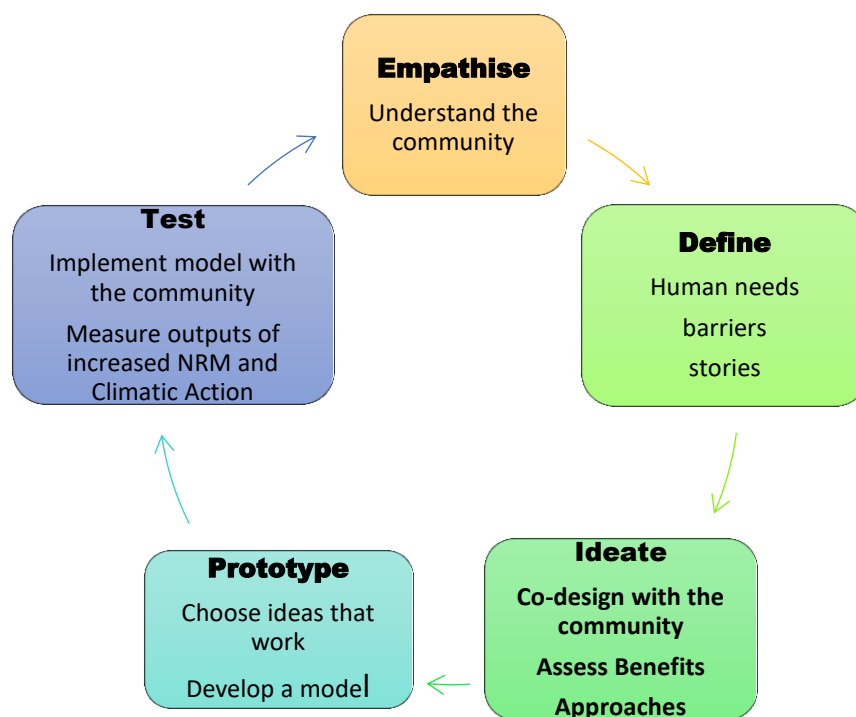 Empathise
Understand the
community
Define
Human needs
barriers
stories
Ideate
Co-design with the
community
Assess Benefits
Approaches
Prototype
Choose ideas that
work
Develop a model
Test
Implement model with
the community
Measure outputs of
increased NRM and
Climatic Action